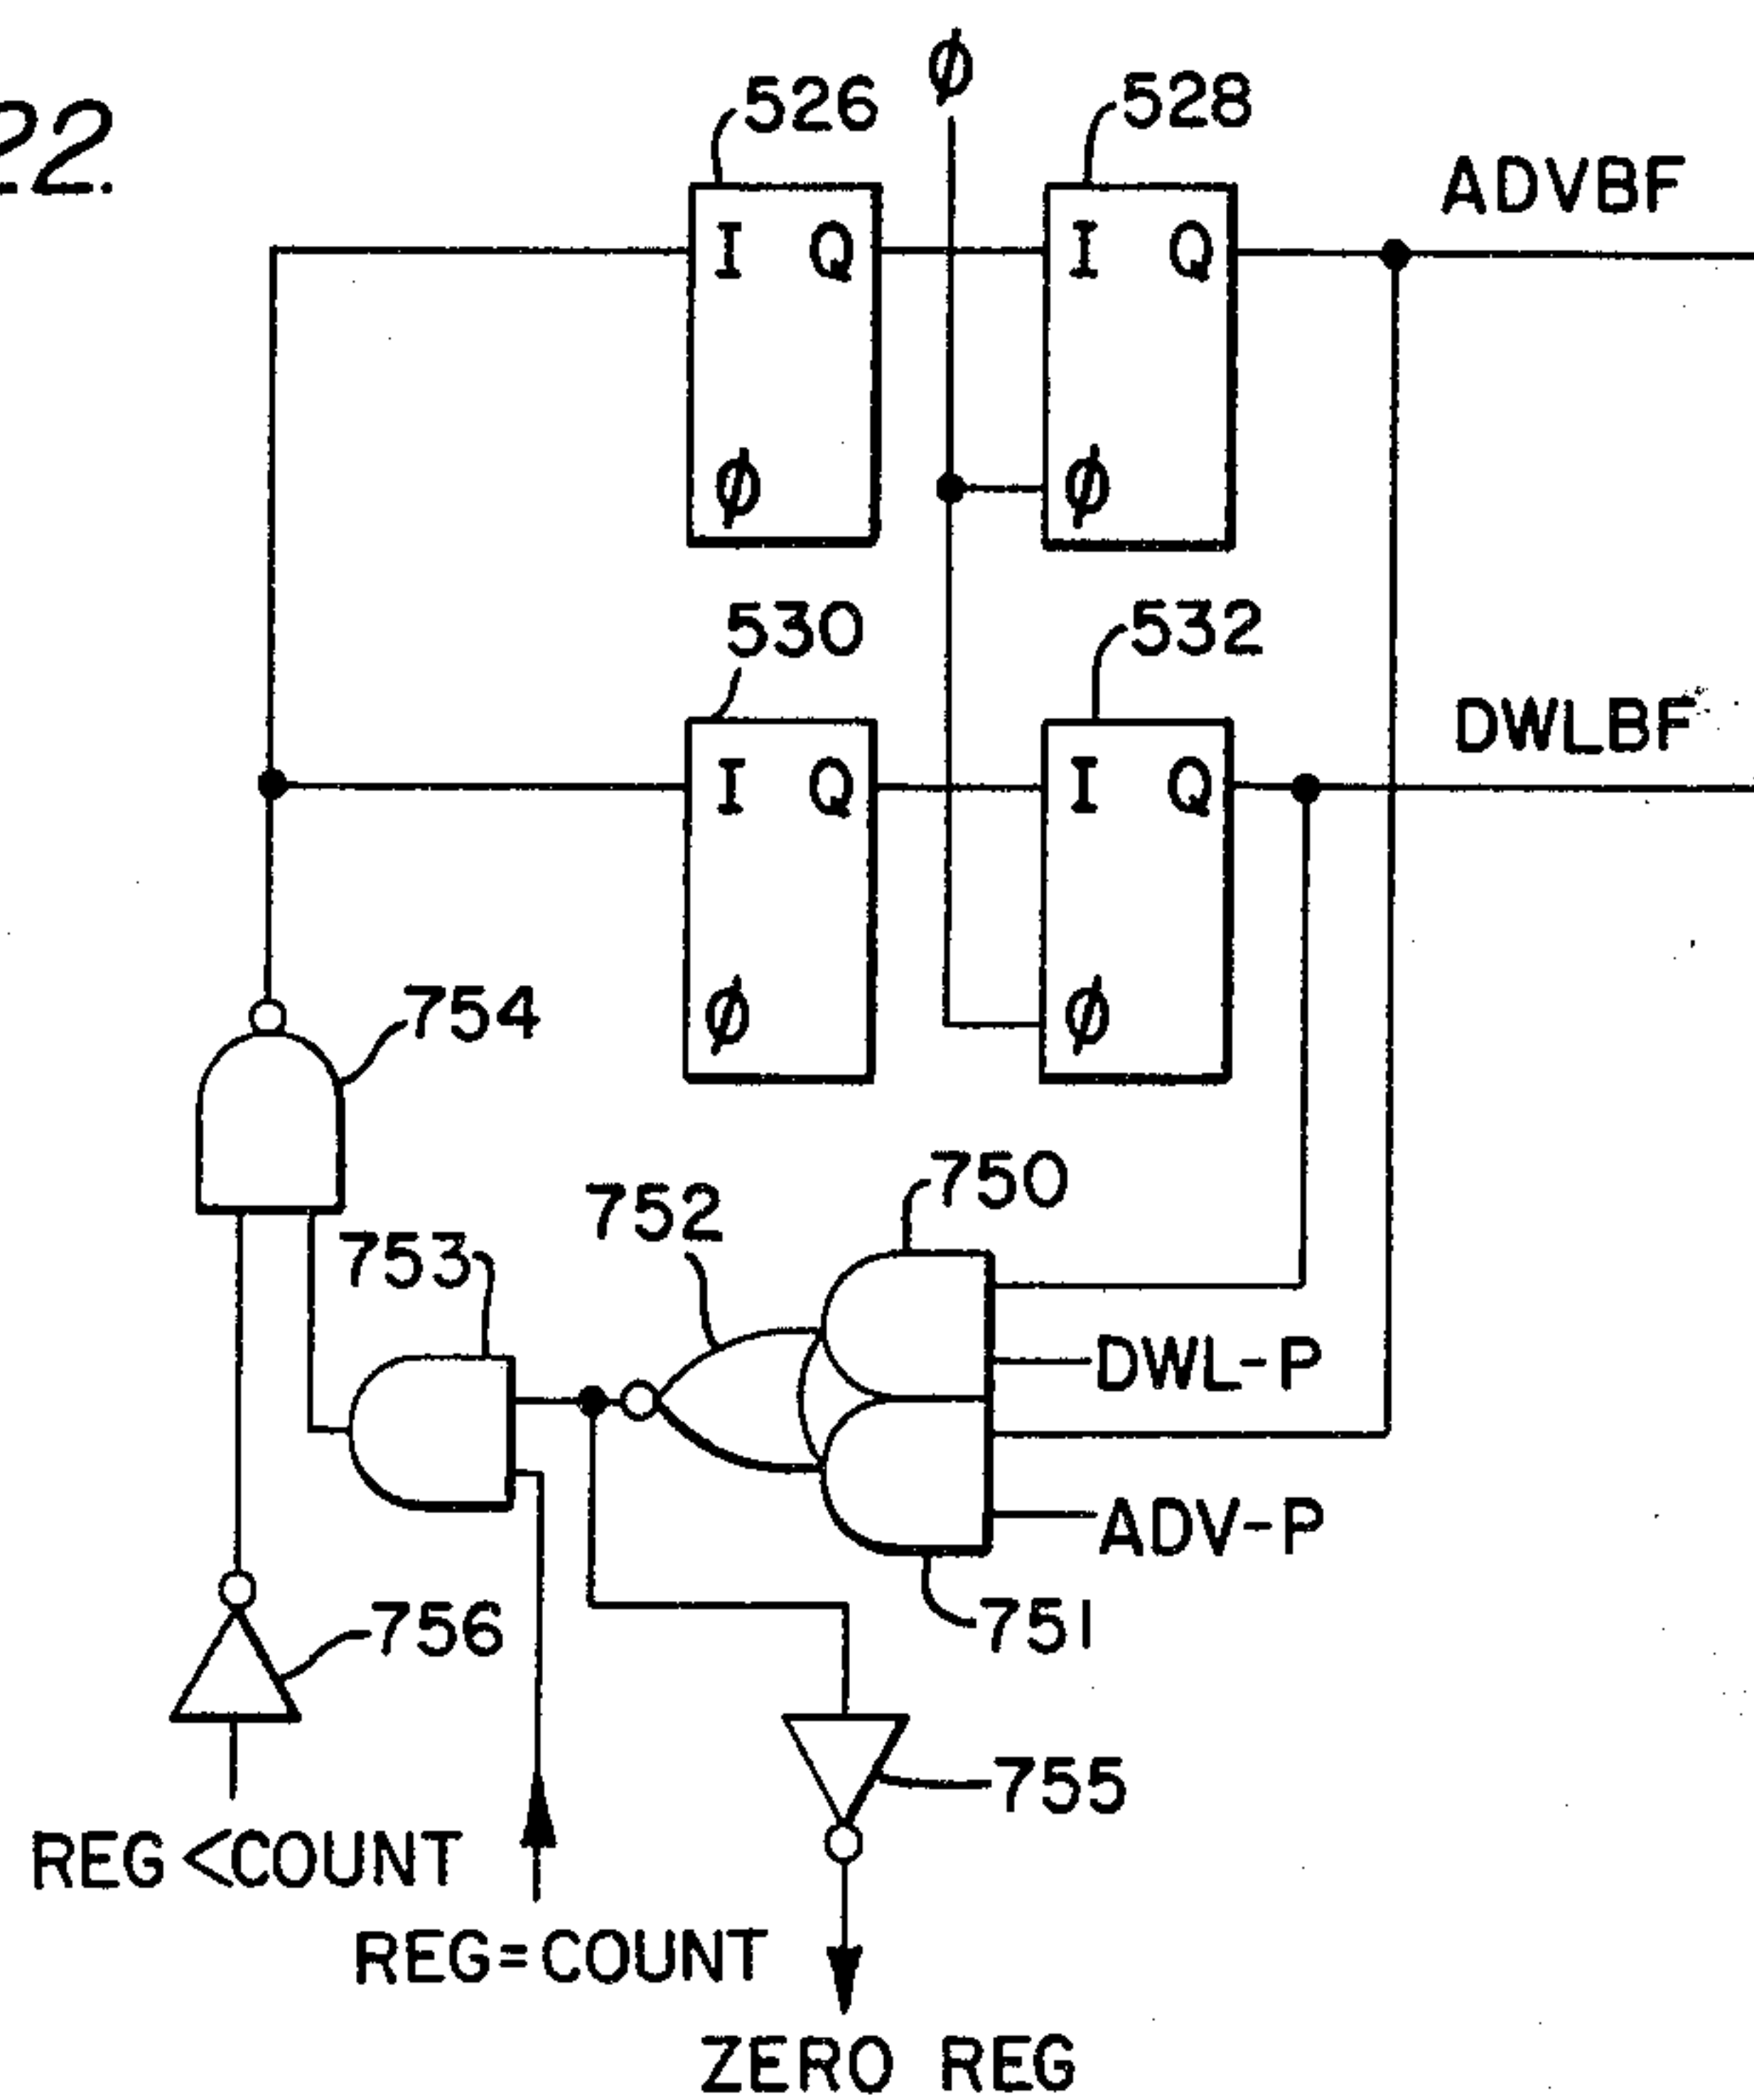 22.
526
Ø
528
ADVBF
I Q
I Q
Ø
Ø
530
532
DWLBF
I Q
I Q
Ø
Ø
754
750
752
753
DWL-P
ADV-P
751
756
755
REG<COUNT
REG=COUNT
ZERO REG